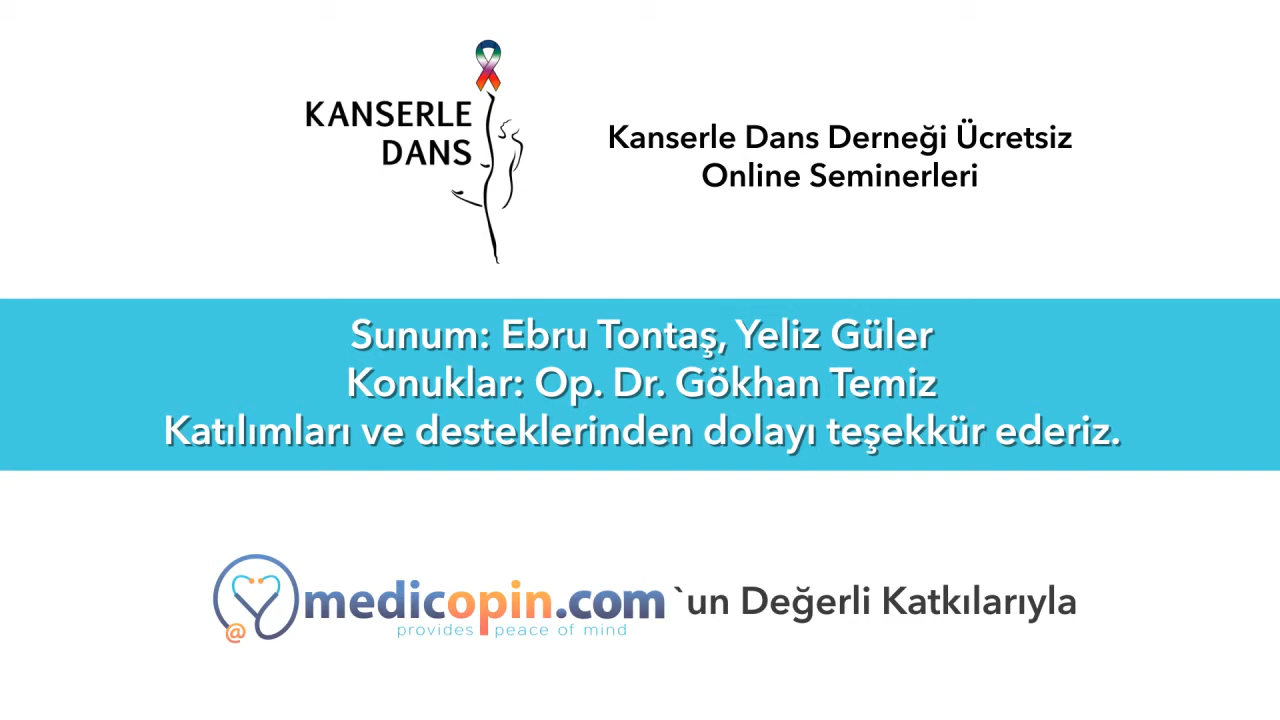 KANSERLE
DANS
Kanserle Dans Derneği Ücretsiz
Online Seminerleri
Sunum: Ebru Tontaş, Yeliz Güler
Konuklar: Op. Dr. Gökhan Temiz
Katılımları ve desteklerinden dolayı teşekkür ederiz.
@medicopin.com `un Değerli Katkılarıyla
provides peace of mind